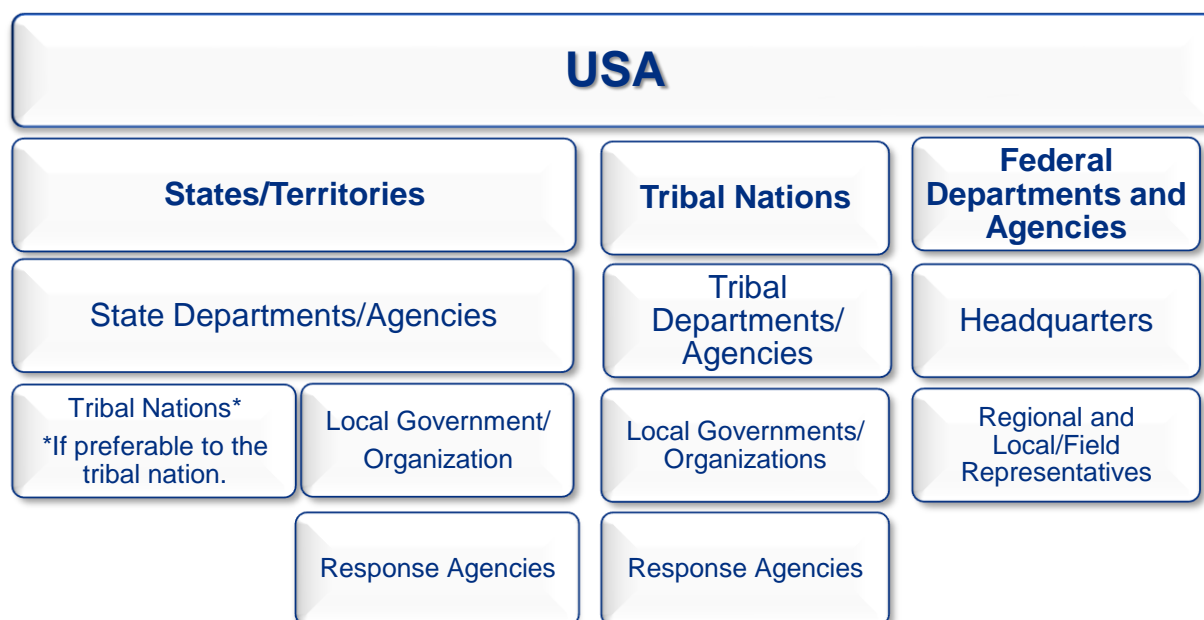 USA
States/Territories
Tribal Nations
Federal
Departments and
Agencies
State Departments/Agencies
Tribal
Departments/
Agencies
Headquarters
Tribal Nations*
*If preferable to the
tribal nation.
Local Government/
Organization
Local Governments/
Organizations
Regional and
Local/Field
Representatives
Response Agencies
Response Agencies